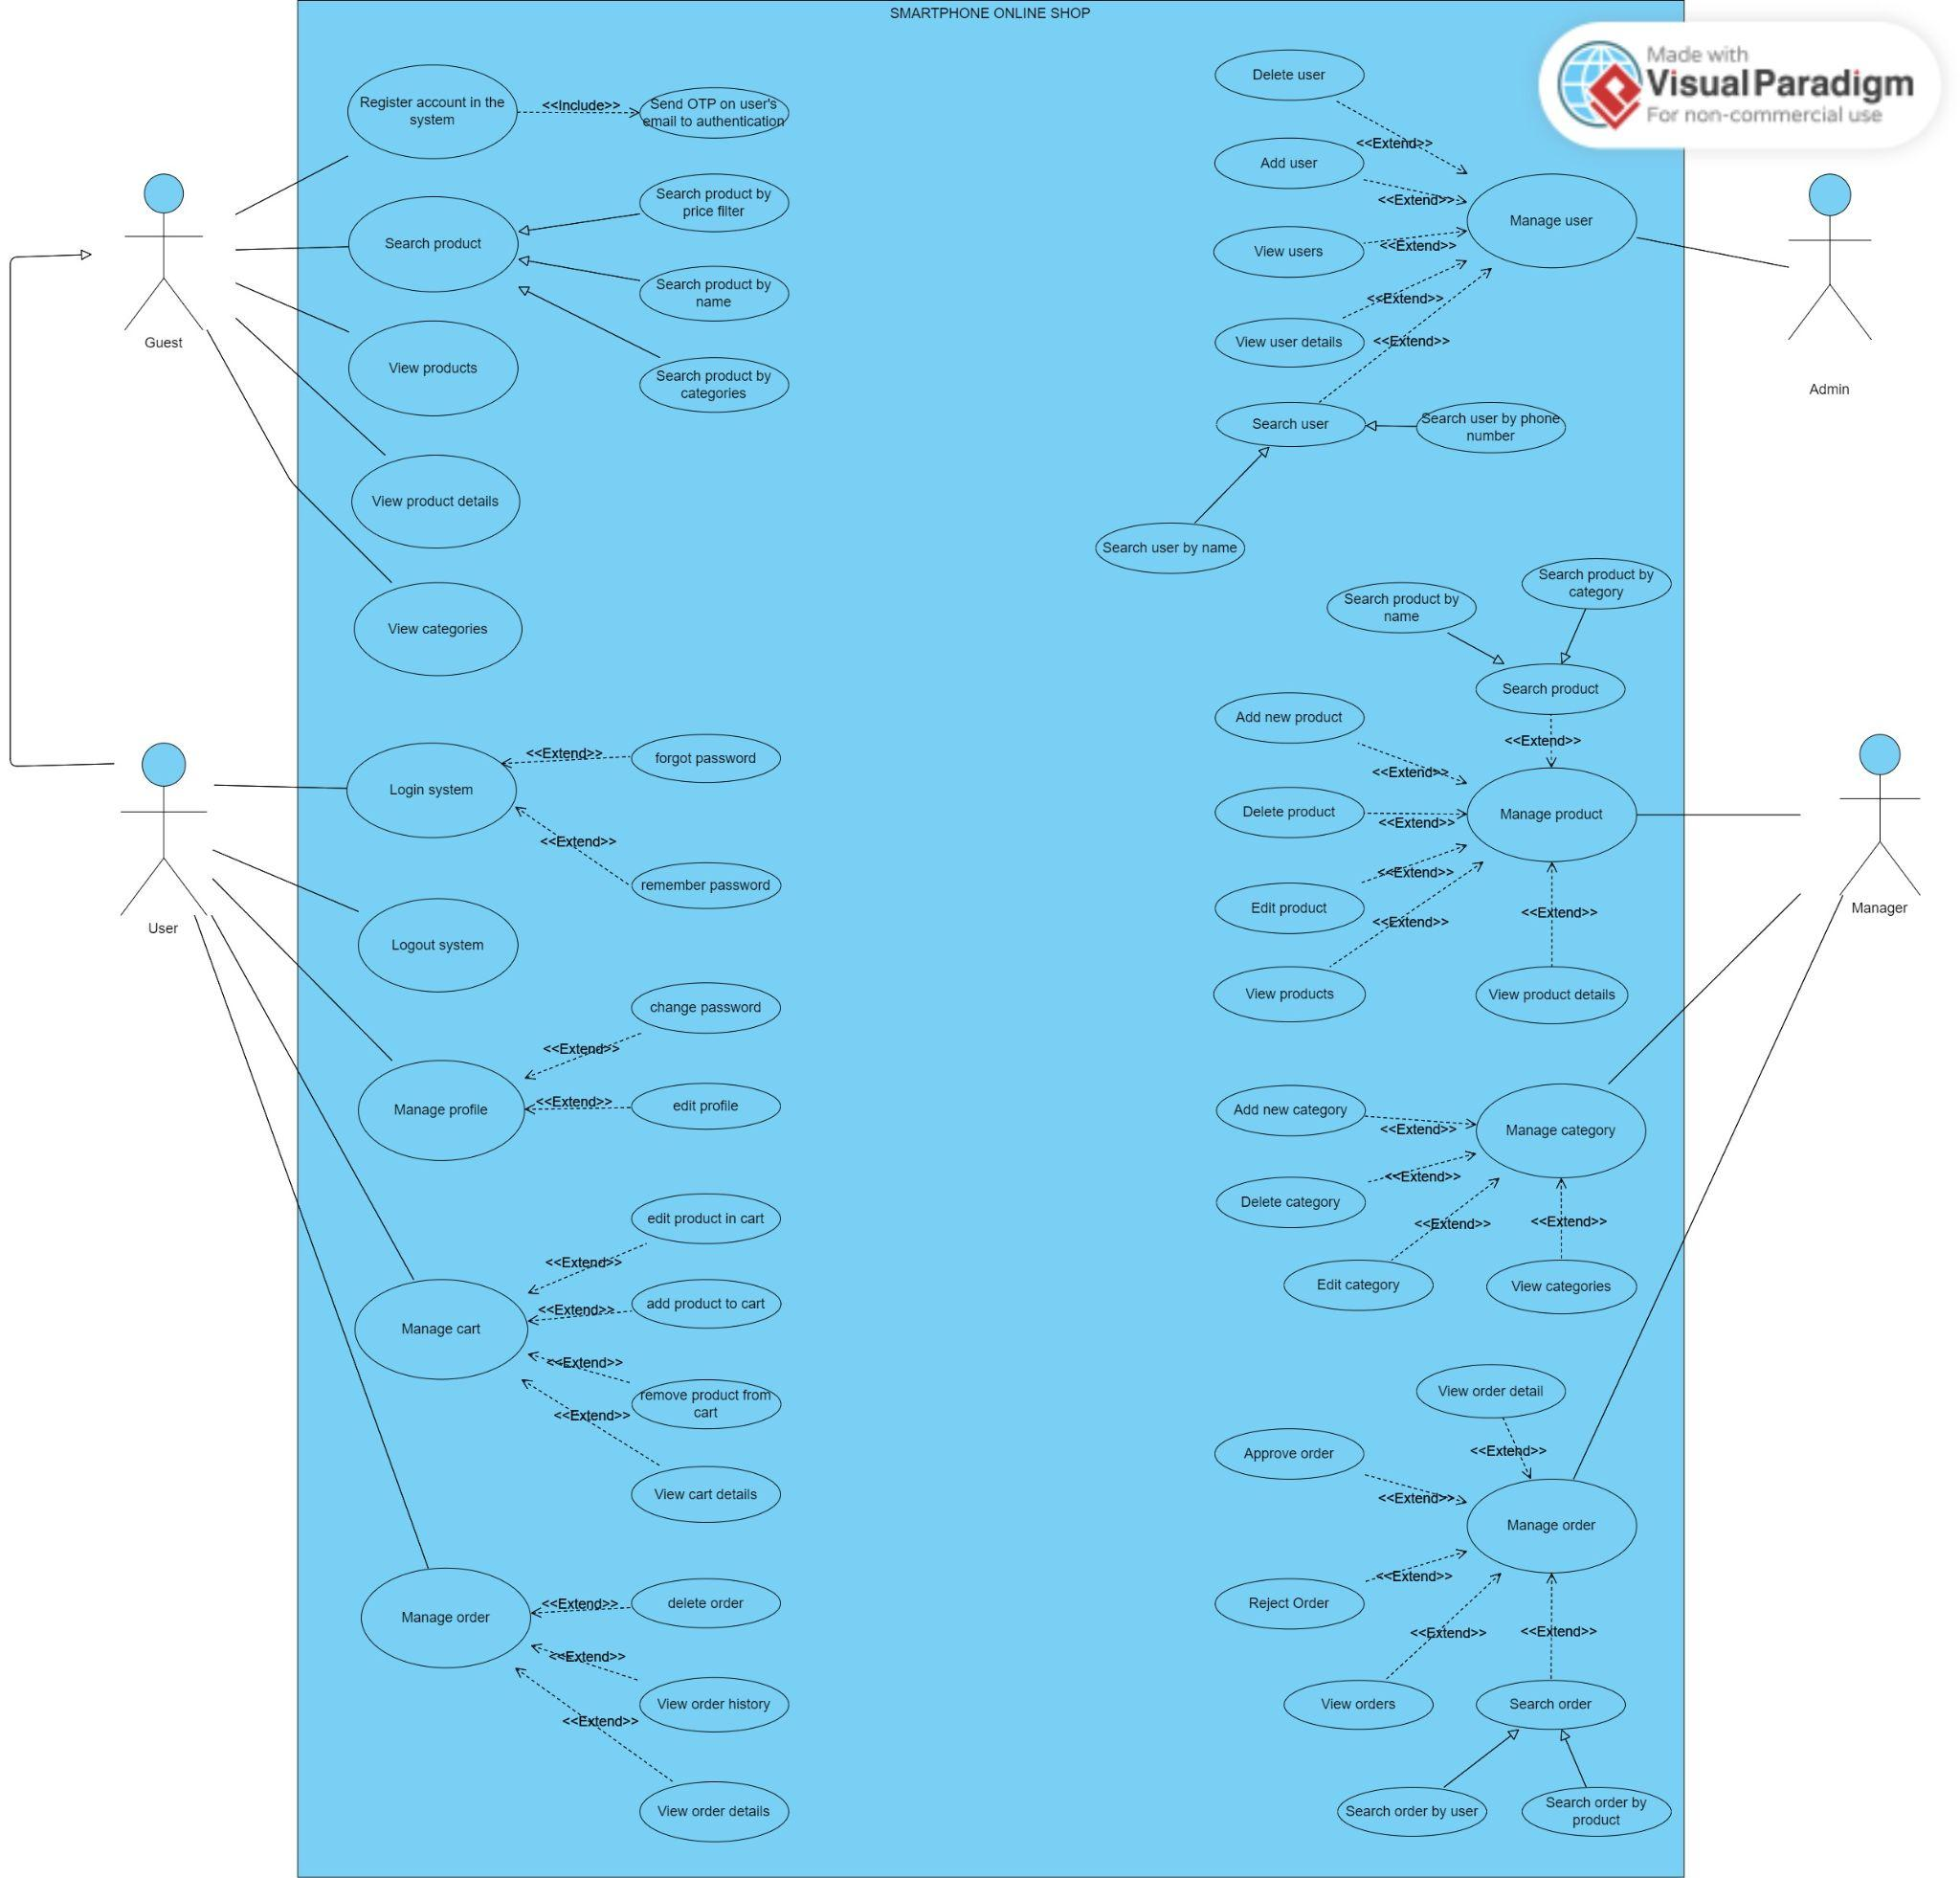 SMARTPHONE ONLINE SHOP
Made with
Visual Paradigm
For non-commercial use
Register account in the
system
<<Include>>
Send OTP on user's
email to authentication
Search product
Search product by
price filter
Search product by
name
Search product by
categories
View products
View product details
View categories
Guest
Login system
<<Extend>>
forgot password
<<Extend>>
remember password
Logout system
User
change password
<<Extend>>
Manage profile
<<Extend>>
edit profile
edit product in cart
<<Extend>>
Manage cart
<<Extend>>
add product to cart
<<Extend>>
remove product from
cart
<<Extend>>
View cart details
Manage order
<<Extend>>
delete order
<<Extend>>
View order history
<<Extend>>
View order details
Delete user
<<Extend>>
Add user
<<Extend>>
Manage user
View users
<<Extend>>
<<Extend>>
View user details
<<Extend>>
Search user
Search user by phone
number
Search user by name
Admin
Search product by
name
Search product by
category
Search product
Add new product
<<Extend>>
<<Extend>>
Delete product
<<Extend>>
Manage product
<<Extend>>
Edit product
<<Extend>>
<<Extend>>
View products
View product details
Manager
Add new category
<<Extend>>
Manage category
<<Extend>>
Delete category
<<Extend>>
<<Extend>>
Edit category
View categories
View order detail
<<Extend>>
Approve order
<<Extend>>
Manage order
<<Extend>>
Reject Order
<<Extend>>
<<Extend>>
View orders
Search order
Search order by user
Search order by
product